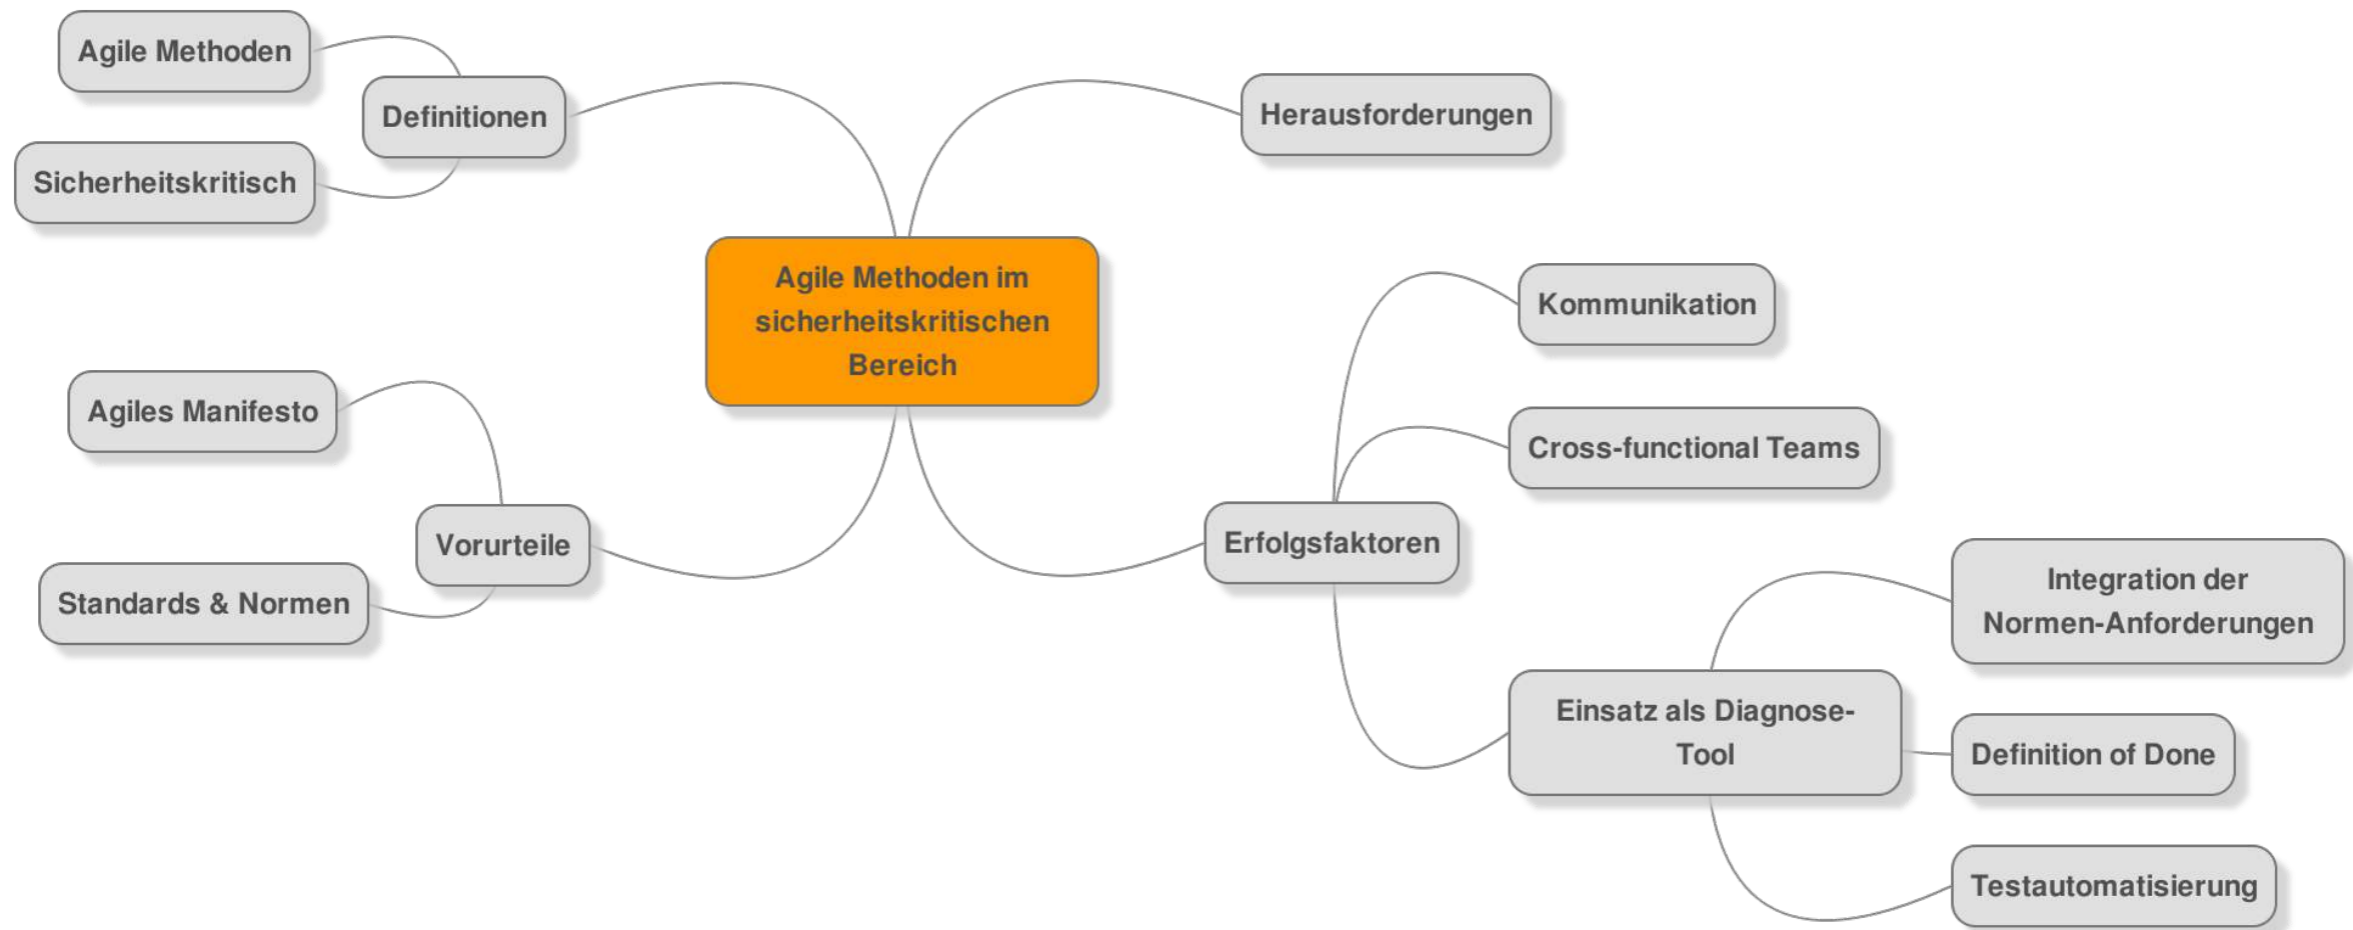 Agile Methoden
Definitionen
Sicherheitskritisch
Herausforderungen
Agile Methoden im
sicherheitskritischen
Bereich
Agiles Manifesto
Vorurteile
Standards & Normen
Kommunikation
Cross-functional Teams
Erfolgsfaktoren
Einsatz als Diagnose-
Tool
Integration der
Normen-Anforderungen
Definition of Done
Testautomatisierung